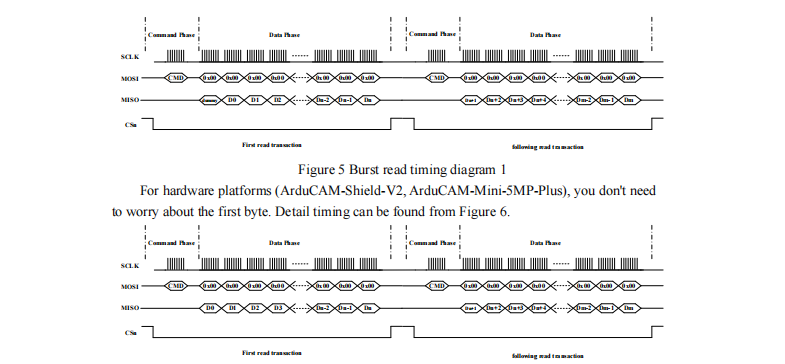 Command Phase Data Phase Command Phase Data Phase
SCLK ...... ......
MOSI CMD 0x00 0x00 0x00 0x00 0x00 0x00 0x00 CMD 0x00 0x00 0x00 0x00 0x00 0x00 0x00
MISO D0 D1 D2 Dn-2 Dn-1 Dn Dn+1 Dn+2 Dn+3 Dn+4 Dm-2 Dm-1 Dm
CSn
First read transaction following read transaction
Figure 5 Burst read timing diagram 1
For hardware platforms (ArduCAM-Shield-V2, ArduCAM-Mini-5MP-Plus), you don't need
to worry about the first byte. Detail timing can be found from Figure 6.
Command Phase Data Phase Command Phase Data Phase
SCLK ...... ......
MOSI CMD 0x00 0x00 0x00 0x00 0x00 0x00 0x00 CMD 0x00 0x00 0x00 0x00 0x00 0x00 0x00
MISO D0 D1 D2 D3 Dn-2 Dn-1 Dn Dn+1 Dn+2 Dn+3 Dn+4 Dm-2 Dm-1 Dm
CSn
First read transaction following read transaction